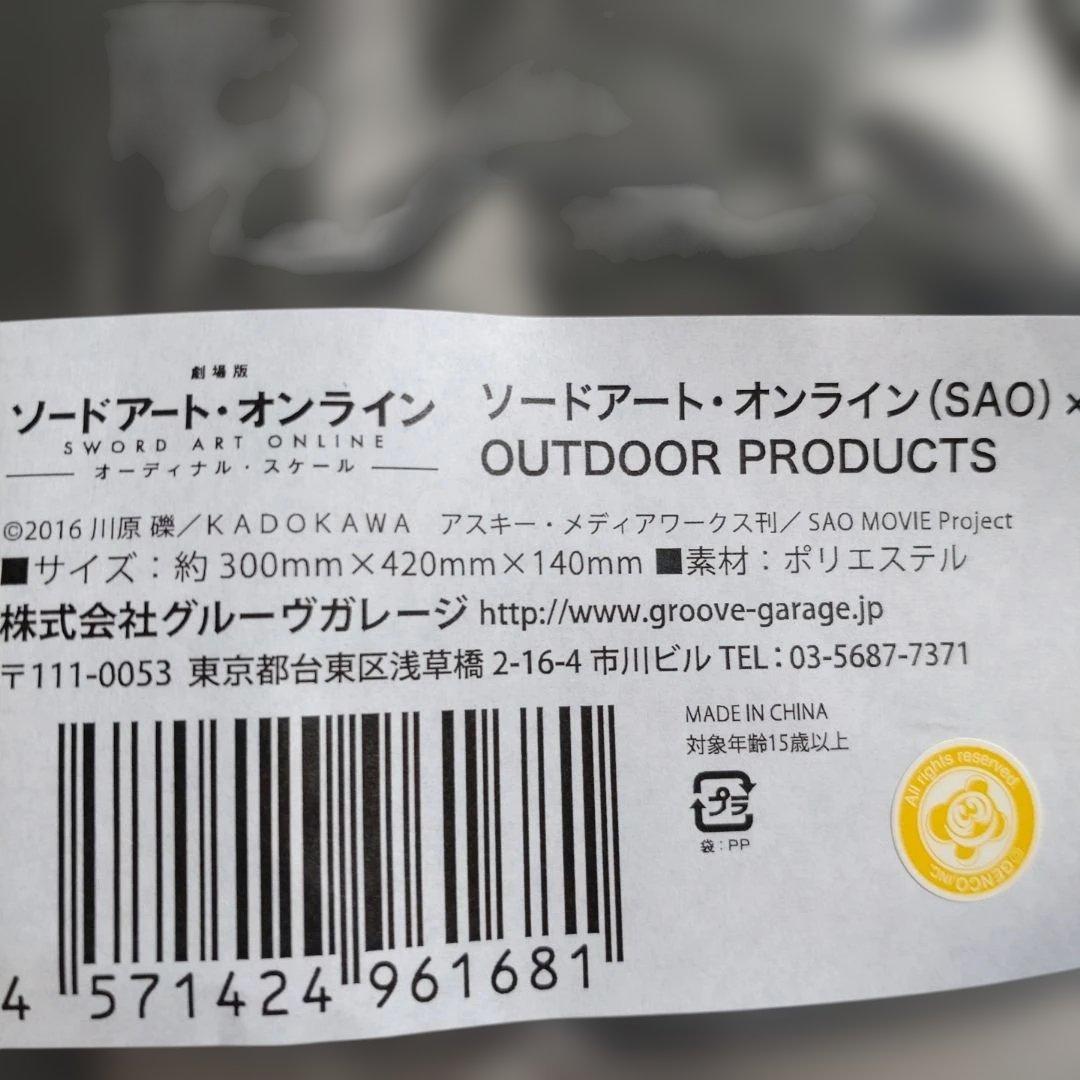 劇場版
ソードアート・オンライン
SWORD ART ONLINE
オーディナル・スケール
ソードアート・オンライン(SAO)×
OUTDOOR PRODUCTS
©2016 川原 礫／KADOKAWA アスキー・メディアワークス刊／SAO MOVIE Project
■サイズ：約 300mm×420mm×140mm ■素材：ポリエステル
株式会社グルーヴガレージ http://www.groove-garage.jp
〒111-0053 東京都台東区浅草橋 2-16-4 市川ビル TEL：03-5687-7371
MADE IN CHINA
対象年齢15歳以上
プラ
袋：PP
All rights reserved.
©GENCO,INC.
4 571424 961681